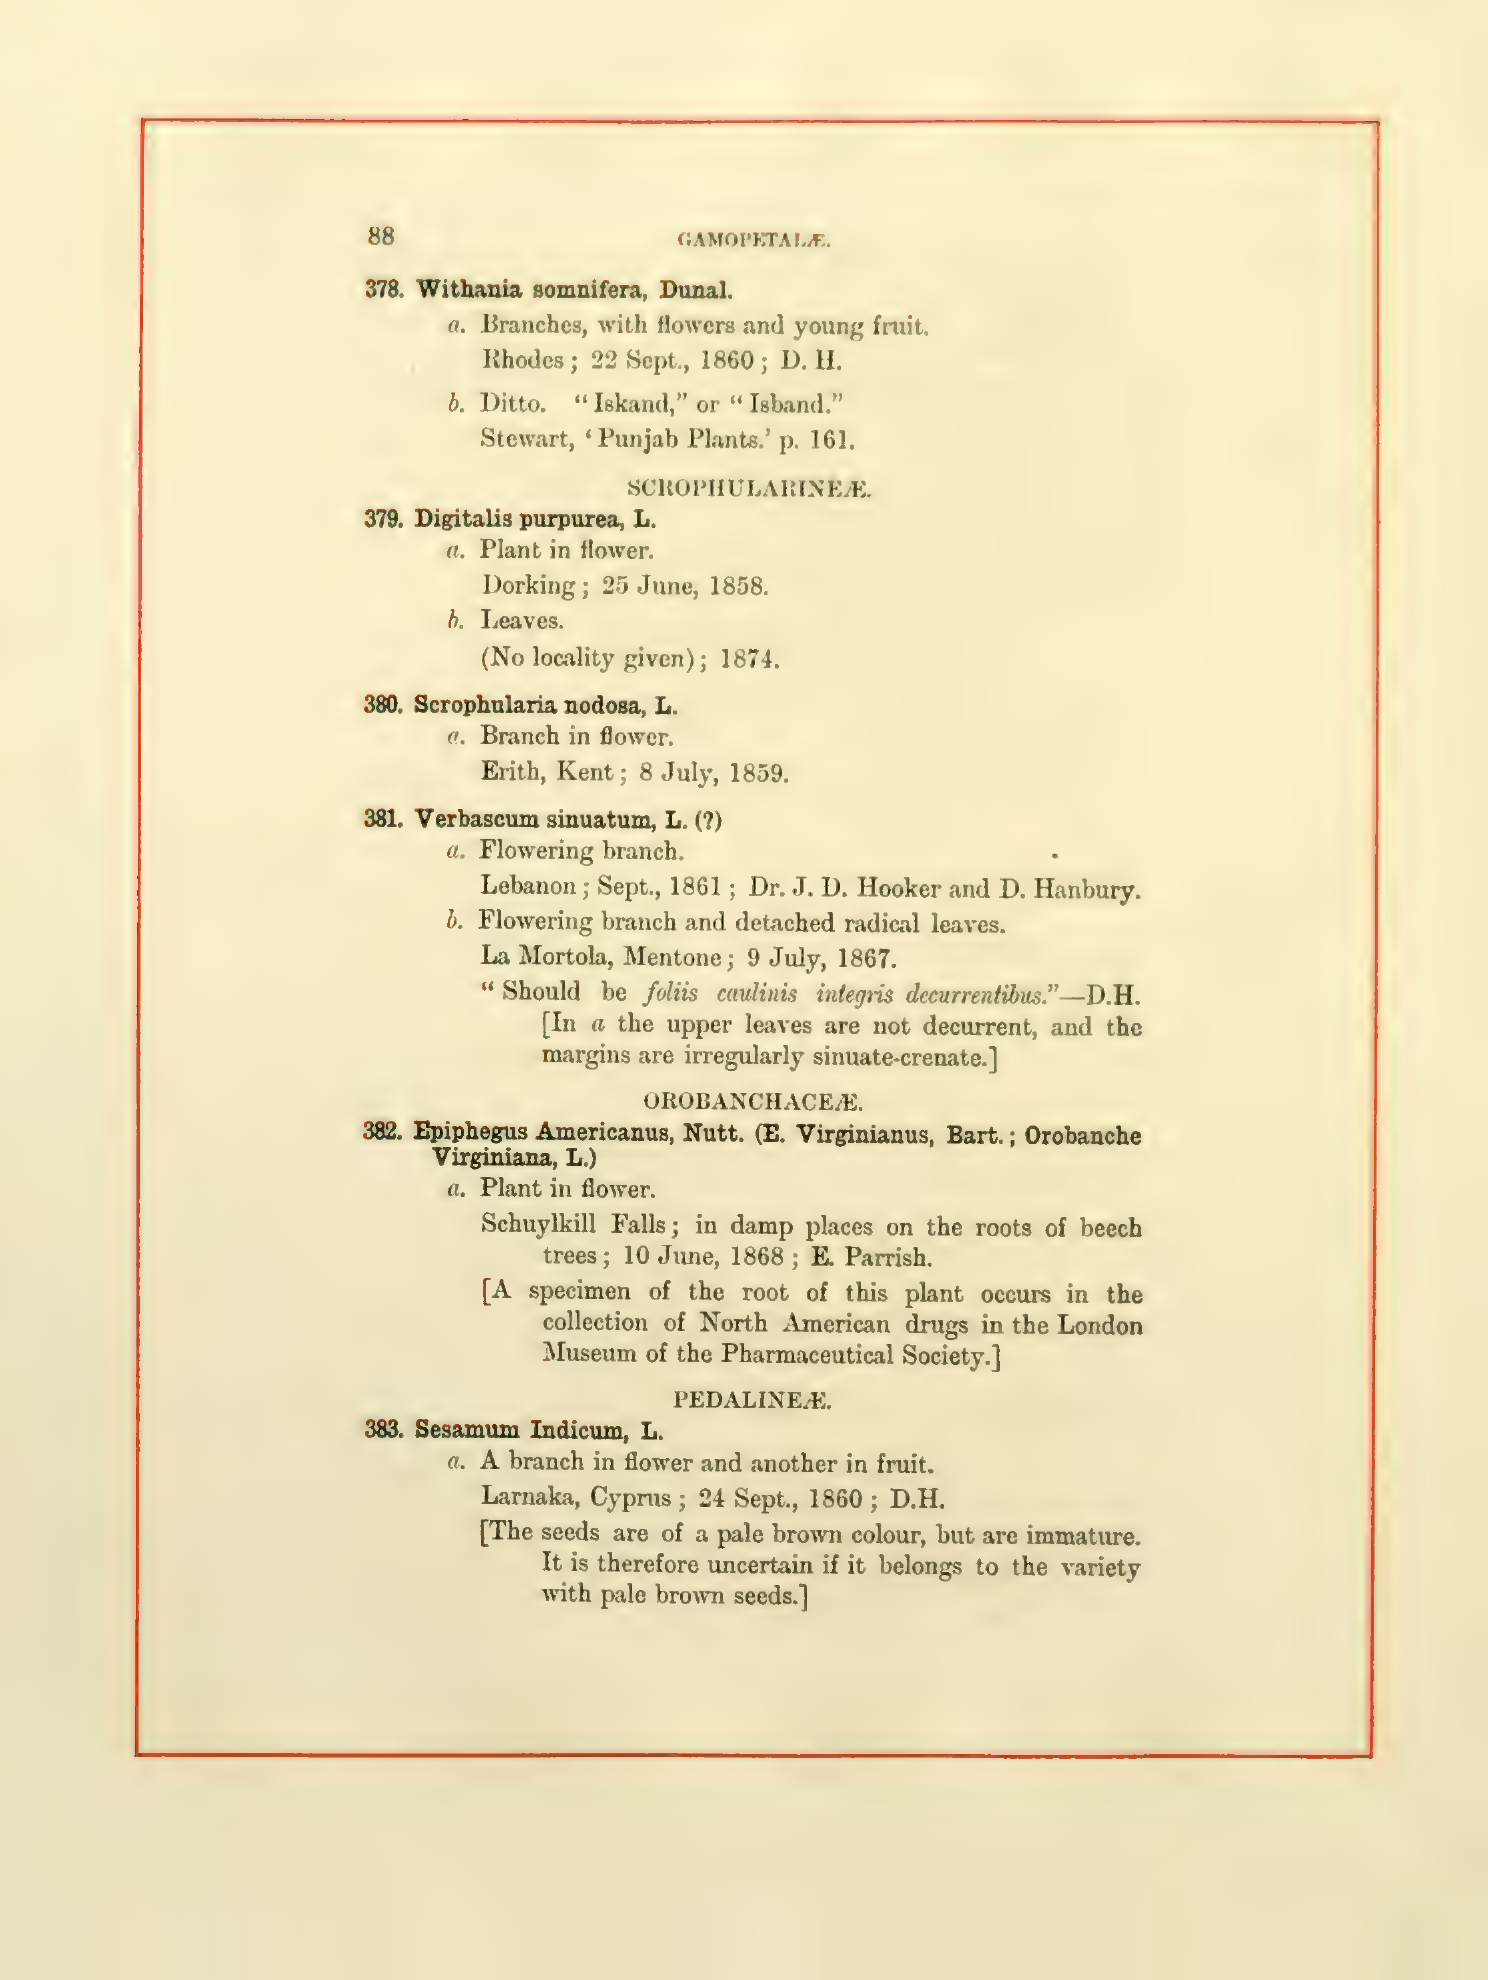 88 GAMOPETALÆ.
378. Withania somnifera, Dunal.
a. Branches, with flowers and young fruit.
Rhodes ; 22 Sept., 1860 ; D. H.
b. Ditto. “ Iskand,” or “ Isband.”
Stewart, ‘ Punjab Plants.’ p. 161.
SCROPHULARINEÆ.
379. Digitalis purpurea, L.
a. Plant in flower.
Dorking ; 25 June, 1858.
b. Leaves.
(No locality given) ; 1874.
380. Scrophularia nodosa, L.
a. Branch in flower.
Erith, Kent ; 8 July, 1859.
381. Verbascum sinuatum, L. (?)
a. Flowering branch.
Lebanon ; Sept., 1861 ; Dr. J. D. Hooker and D. Hanbury.
b. Flowering branch and detached radical leaves.
La Mortola, Mentone ; 9 July, 1867.
“ Should be foliis caulinis integris decurrentibus.”—D.H.
[In a the upper leaves are not decurrent, and the
margins are irregularly sinuate-crenate.]
OROBANCHACEÆ.
382. Epiphegus Americanus, Nutt. (E. Virginianus, Bart. ; Orobanche
Virginiana, L.)
a. Plant in flower.
Schuylkill Falls ; in damp places on the roots of beech
trees ; 10 June, 1868 ; E. Parrish.
[A specimen of the root of this plant occurs in the
collection of North American drugs in the London
Museum of the Pharmaceutical Society.]
PEDALINEÆ.
383. Sesamum Indicum, L.
a. A branch in flower and another in fruit.
Larnaka, Cyprus ; 24 Sept., 1860 ; D.H.
[The seeds are of a pale brown colour, but are immature.
It is therefore uncertain if it belongs to the variety
with pale brown seeds.]